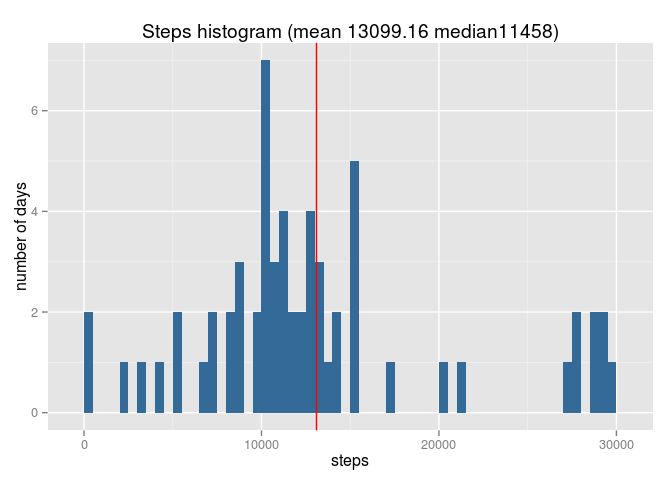 Steps histogram (mean 13099.16 median11458)
number of days
6
4
2
0
0 10000 20000 30000
steps